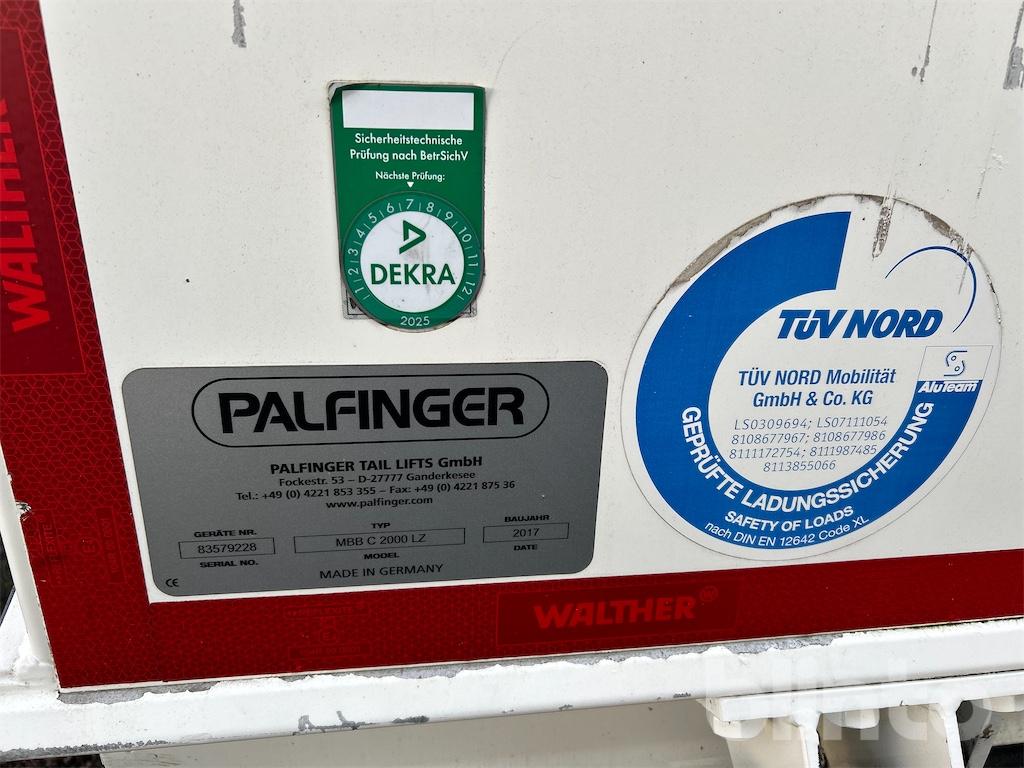 WALTHER
Sicherheitstechnische
Prüfung nach BetrSichV
Nächste Prüfung:
1 2 3 4 5 6 7 8 9 10 11 12
DEKRA
2025
PALFINGER
PALFINGER TAIL LIFTS GmbH
Fockestr. 53 – D-27777 Ganderkesee
Tel.: +49 (0) 4221 853 355 – Fax: +49 (0) 4221 875 36
www.palfinger.com
GERÄTE NR.
83579228
SERIAL NO.
TYP
MBB C 2000 LZ
MODEL
BAUJAHR
2017
DATE
CE
MADE IN GERMANY
TÜV NORD
TÜV NORD Mobilität
GmbH & Co. KG
LS0309694; LS07111054
8108677967; 8108677986
8111172754; 8111987485
8113855066
AluTeam
GEPRÜFTE LADUNGSSICHERUNG
SAFETY OF LOADS
nach DIN EN 12642 Code XL
WALTHER
blinto